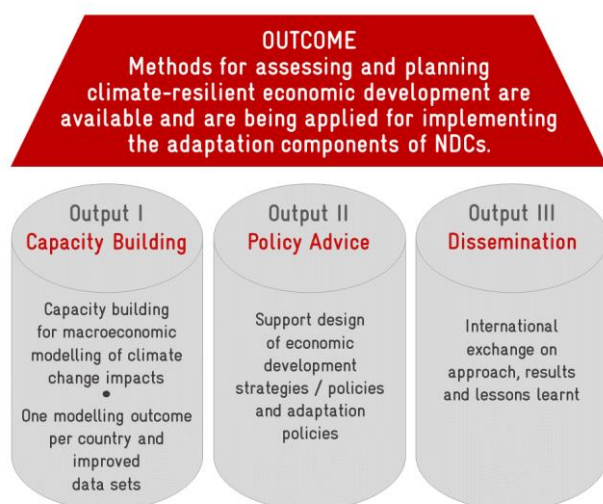 OUTCOME
Methods for assessing and planning
climate-resilient economic development are
available and are being applied for implementing
the adaptation components of NDCs.
Output I
Capacity Building
Capacity building
for macroeconomic
modelling of climate
change impacts
•
One modelling outcome
per country and
improved
data sets
Output II
Policy Advice
Support design
of economic
development
strategies / policies
and adaptation
policies
Output III
Dissemination
International
exchange on
approach, results
and lessons learnt